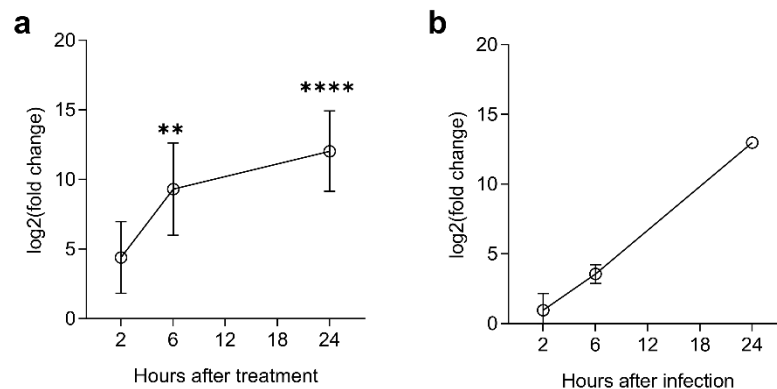 a
20
15
10
5
0
log2(fold change)
**
****
2 6 12 18 24
Hours after treatment
b
20
15
10
5
0
log2(fold change)
2 6 12 18 24
Hours after infection